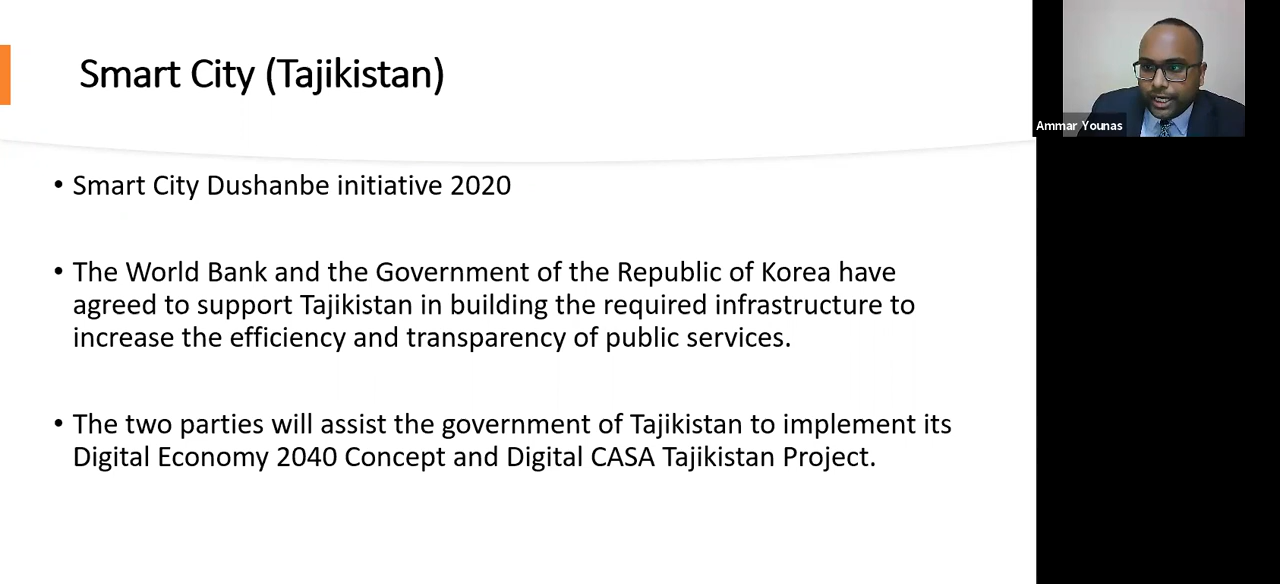 Smart City (Tajikistan)
Ammar Younas
• Smart City Dushanbe initiative 2020
• The World Bank and the Government of the Republic of Korea have
agreed to support Tajikistan in building the required infrastructure to
increase the efficiency and transparency of public services.
• The two parties will assist the government of Tajikistan to implement its
Digital Economy 2040 Concept and Digital CASA Tajikistan Project.